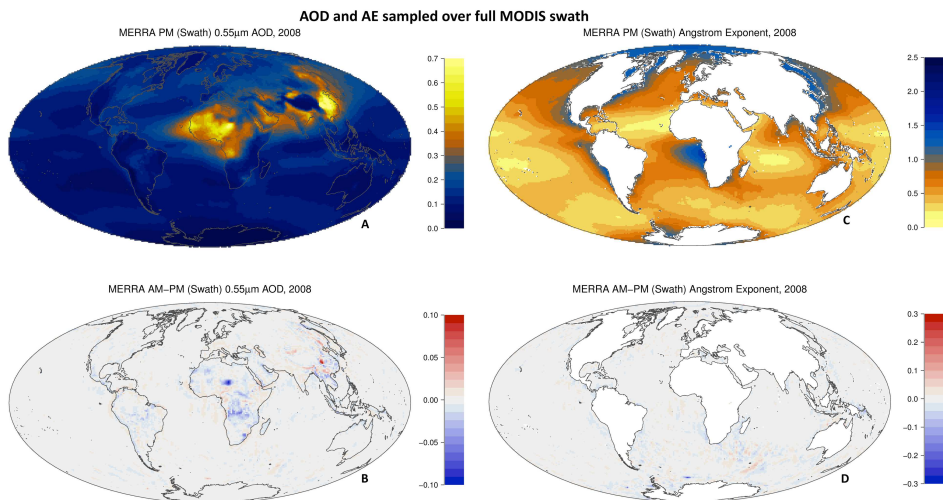 AOD and AE sampled over full MODIS swath
MERRA PM (Swath) 0.55µm AOD, 2008
0.7
0.6
0.5
0.4
0.3
0.2
0.1
0.0
A
MERRA PM (Swath) Angstrom Exponent, 2008
2.5
2.0
1.5
1.0
0.5
0.0
C
MERRA AM−PM (Swath) 0.55µm AOD, 2008
0.10
0.05
0.00
−0.05
−0.10
B
MERRA AM−PM (Swath) Angstrom Exponent, 2008
0.3
0.2
0.1
0.0
−0.1
−0.2
−0.3
D